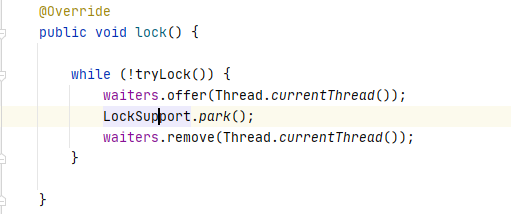 @Override
public void lock() {
while (!tryLock()) {
waiters.offer(Thread.currentThread());
LockSupport.park();
waiters.remove(Thread.currentThread());
}
}